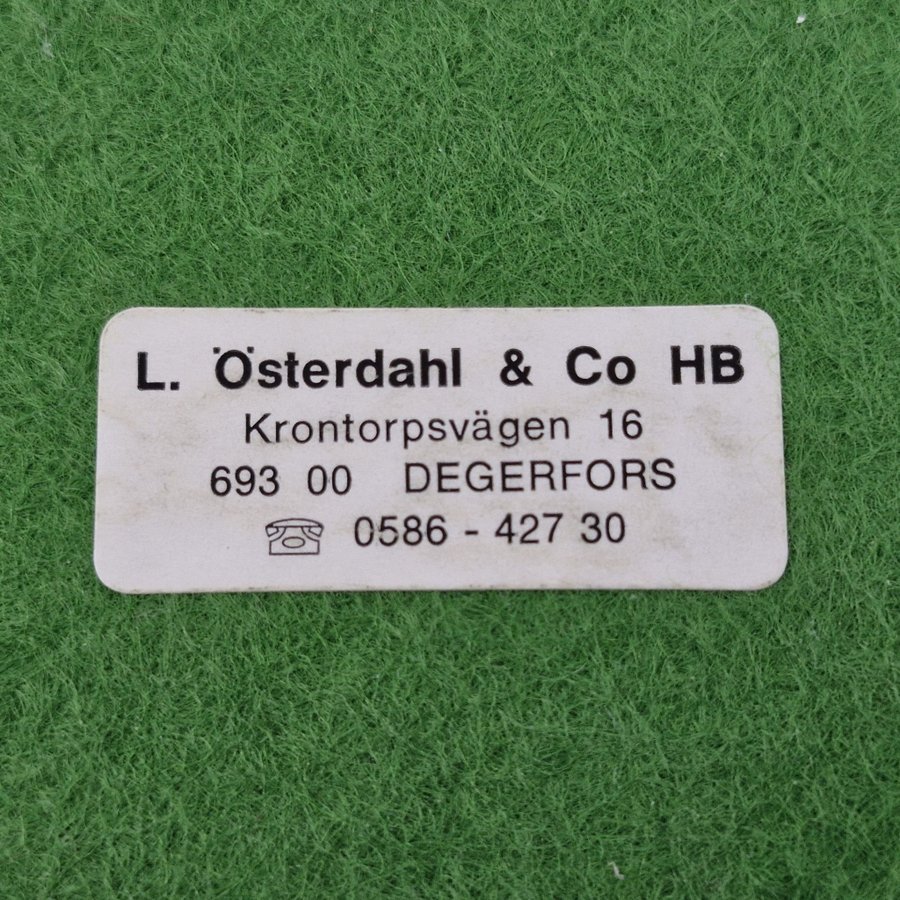 L. Österdahl & Co HB
Krontorpsvägen 16
693 00 DEGERFORS
☏ 0586 - 427 30